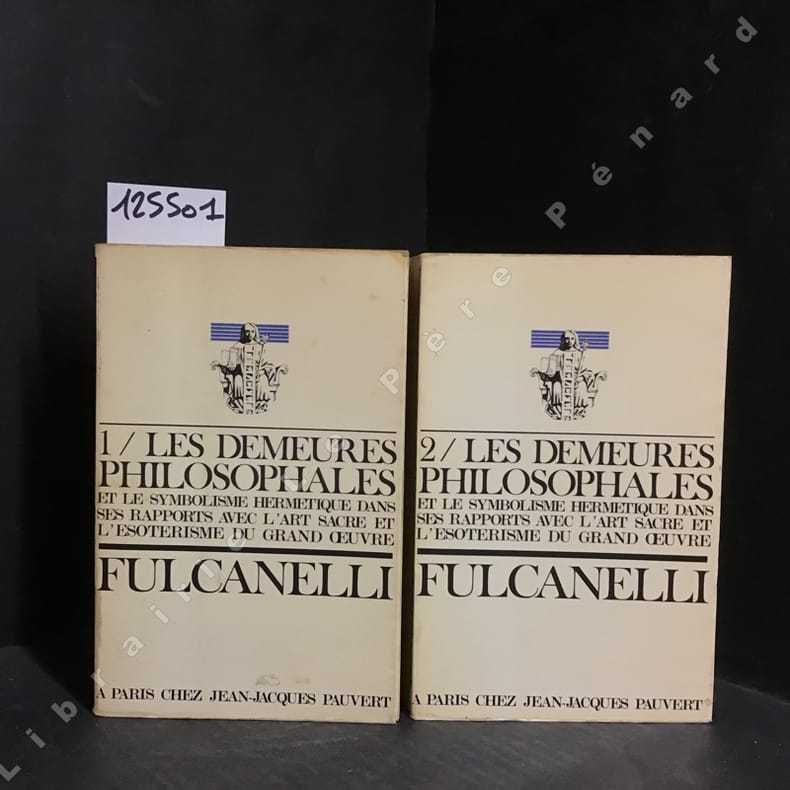 125501
1/ LES DEMEURES
PHILOSOPHALES
ET LE SYMBOLISME HERMETIQUE DANS
SES RAPPORTS AVEC L'ART SACRE ET
L'ESOTERISME DU GRAND ŒUVRE
FULCANELLI
A PARIS CHEZ JEAN-JACQUES PAUVERT
2/ LES DEMEURES
PHILOSOPHALES
ET LE SYMBOLISME HERMETIQUE DANS
SES RAPPORTS AVEC L'ART SACRE ET
L'ESOTERISME DU GRAND ŒUVRE
FULCANELLI
A PARIS CHEZ JEAN-JACQUES PAUVERT
Librairie Le Père Pénard